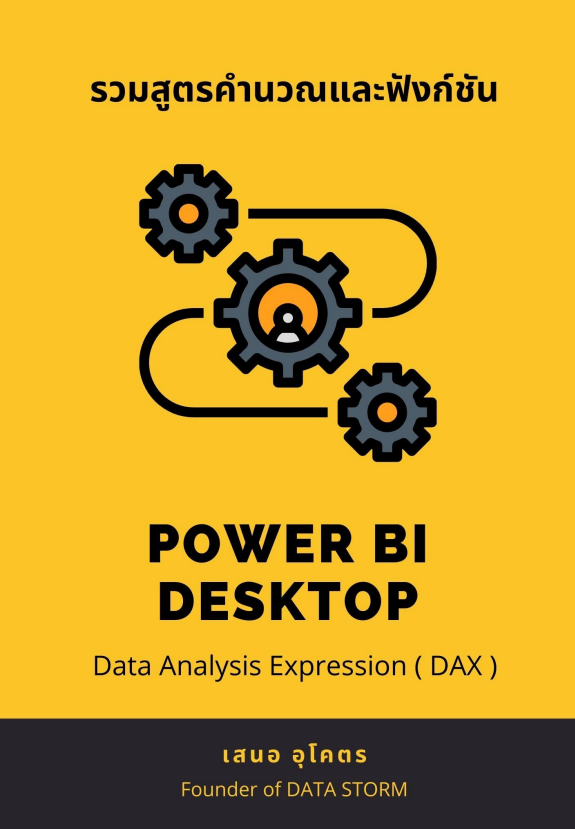 รวมสูตรคำนวณและฟังก์ชัน
POWER BI
DESKTOP
Data Analysis Expression ( DAX )
เสนอ อุโคตร
Founder of DATA STORM